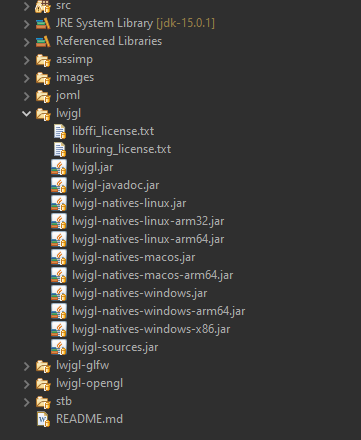 src
JRE System Library [jdk-15.0.1]
Referenced Libraries
assimp
images
joml
lwjgl
libffi_license.txt
liburing_license.txt
lwjgl.jar
lwjgl-javadoc.jar
lwjgl-natives-linux.jar
lwjgl-natives-linux-arm32.jar
lwjgl-natives-linux-arm64.jar
lwjgl-natives-macos.jar
lwjgl-natives-macos-arm64.jar
lwjgl-natives-windows.jar
lwjgl-natives-windows-arm64.jar
lwjgl-natives-windows-x86.jar
lwjgl-sources.jar
lwjgl-glfw
lwjgl-opengl
stb
README.md